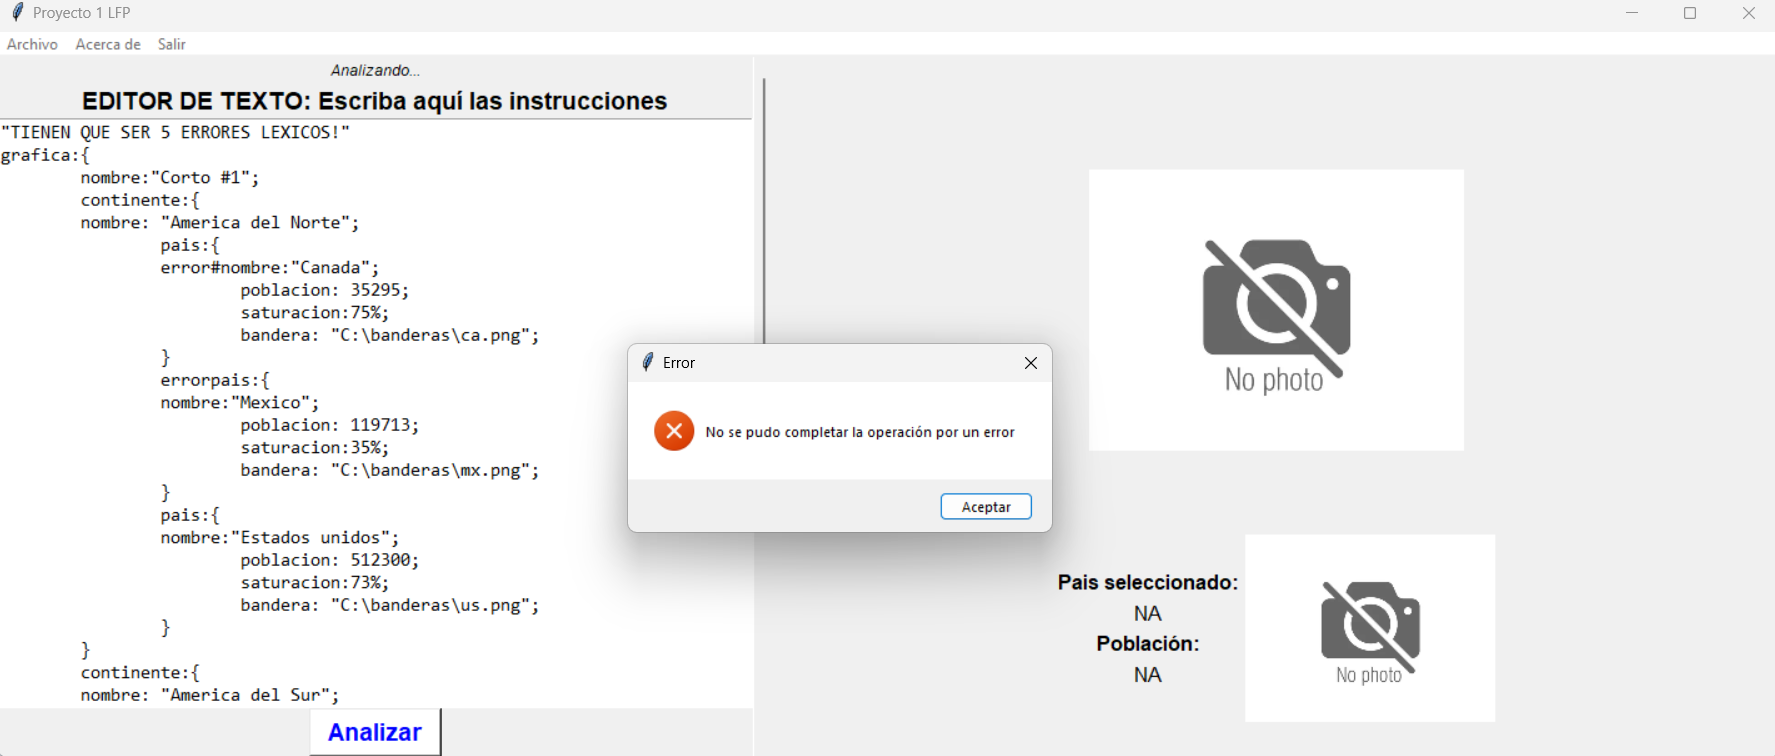 Proyecto 1 LFP
Archivo Acerca de Salir
Analizando...
EDITOR DE TEXTO: Escriba aquí las instrucciones
"TIENEN QUE SER 5 ERRORES LEXICOS!"
grafica:{
nombre:"Corto #1";
continente:{
nombre: "America del Norte";
pais:{
error#nombre:"Canada";
poblacion: 35295;
saturacion:75%;
bandera: "C:\banderas\ca.png";
}
errorpais:{
nombre:"Mexico";
poblacion: 119713;
saturacion:35%;
bandera: "C:\banderas\mx.png";
}
pais:{
nombre:"Estados unidos";
poblacion: 512300;
saturacion:73%;
bandera: "C:\banderas\us.png";
}
}
continente:{
nombre: "America del Sur";
Analizar
Error
No se pudo completar la operación por un error
Aceptar
No photo
Pais seleccionado:
NA
Población:
NA
No photo